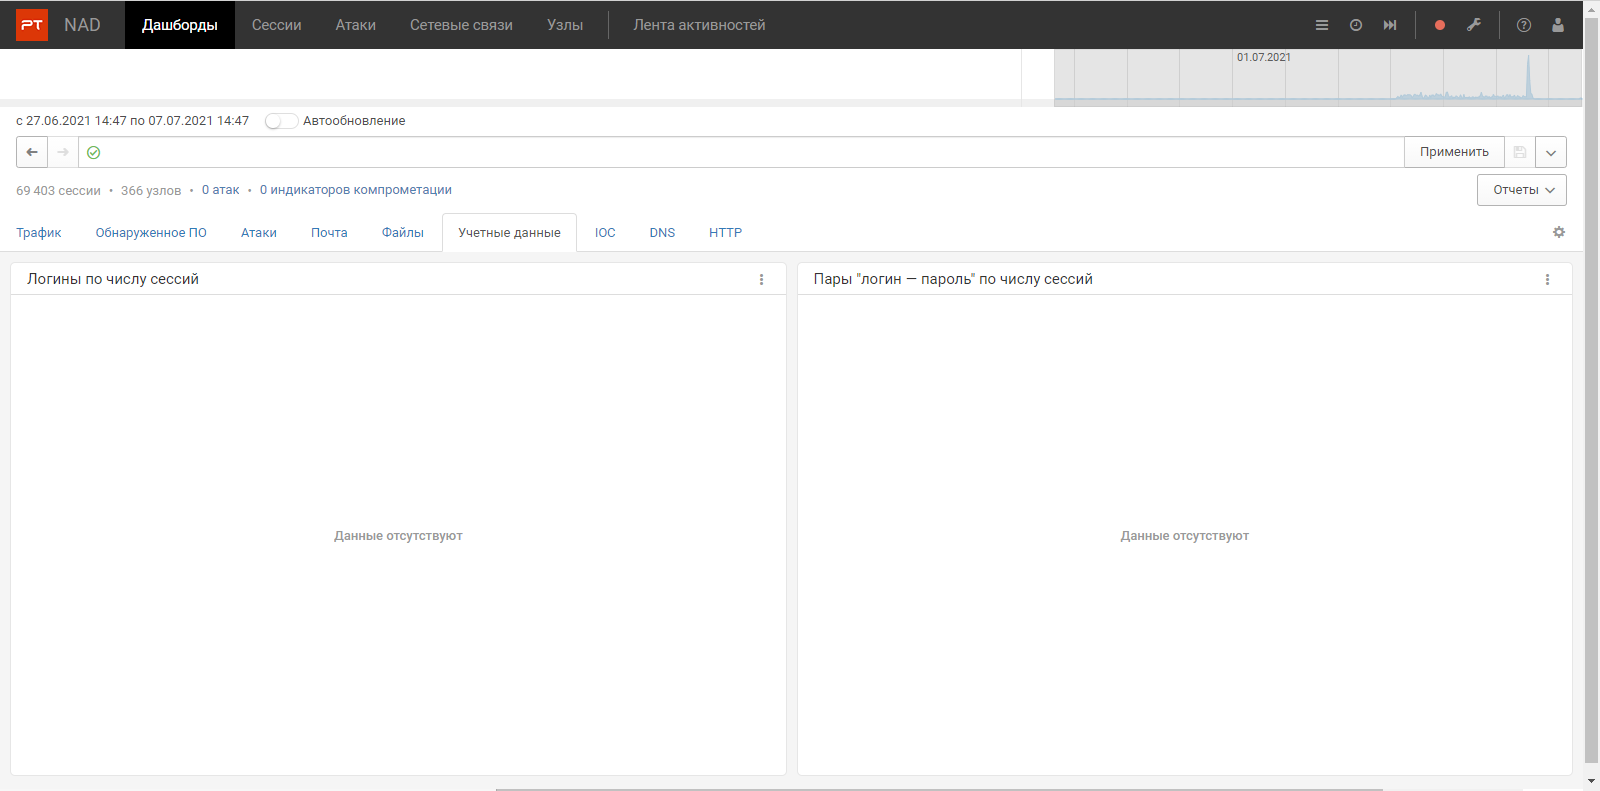 PT NAD Дашборды Сессии Атаки Сетевые связи Узлы Лента активностей
01.07.2021
с 27.06.2021 14:47 по 07.07.2021 14:47 Автообновление
Применить
69 403 сессии • 366 узлов • 0 атак • 0 индикаторов компрометации
Отчеты
Трафик Обнаруженное ПО Атаки Почта Файлы Учетные данные IOC DNS HTTP
Логины по числу сессий
Пары "логин — пароль" по числу сессий
Данные отсутствуют
Данные отсутствуют